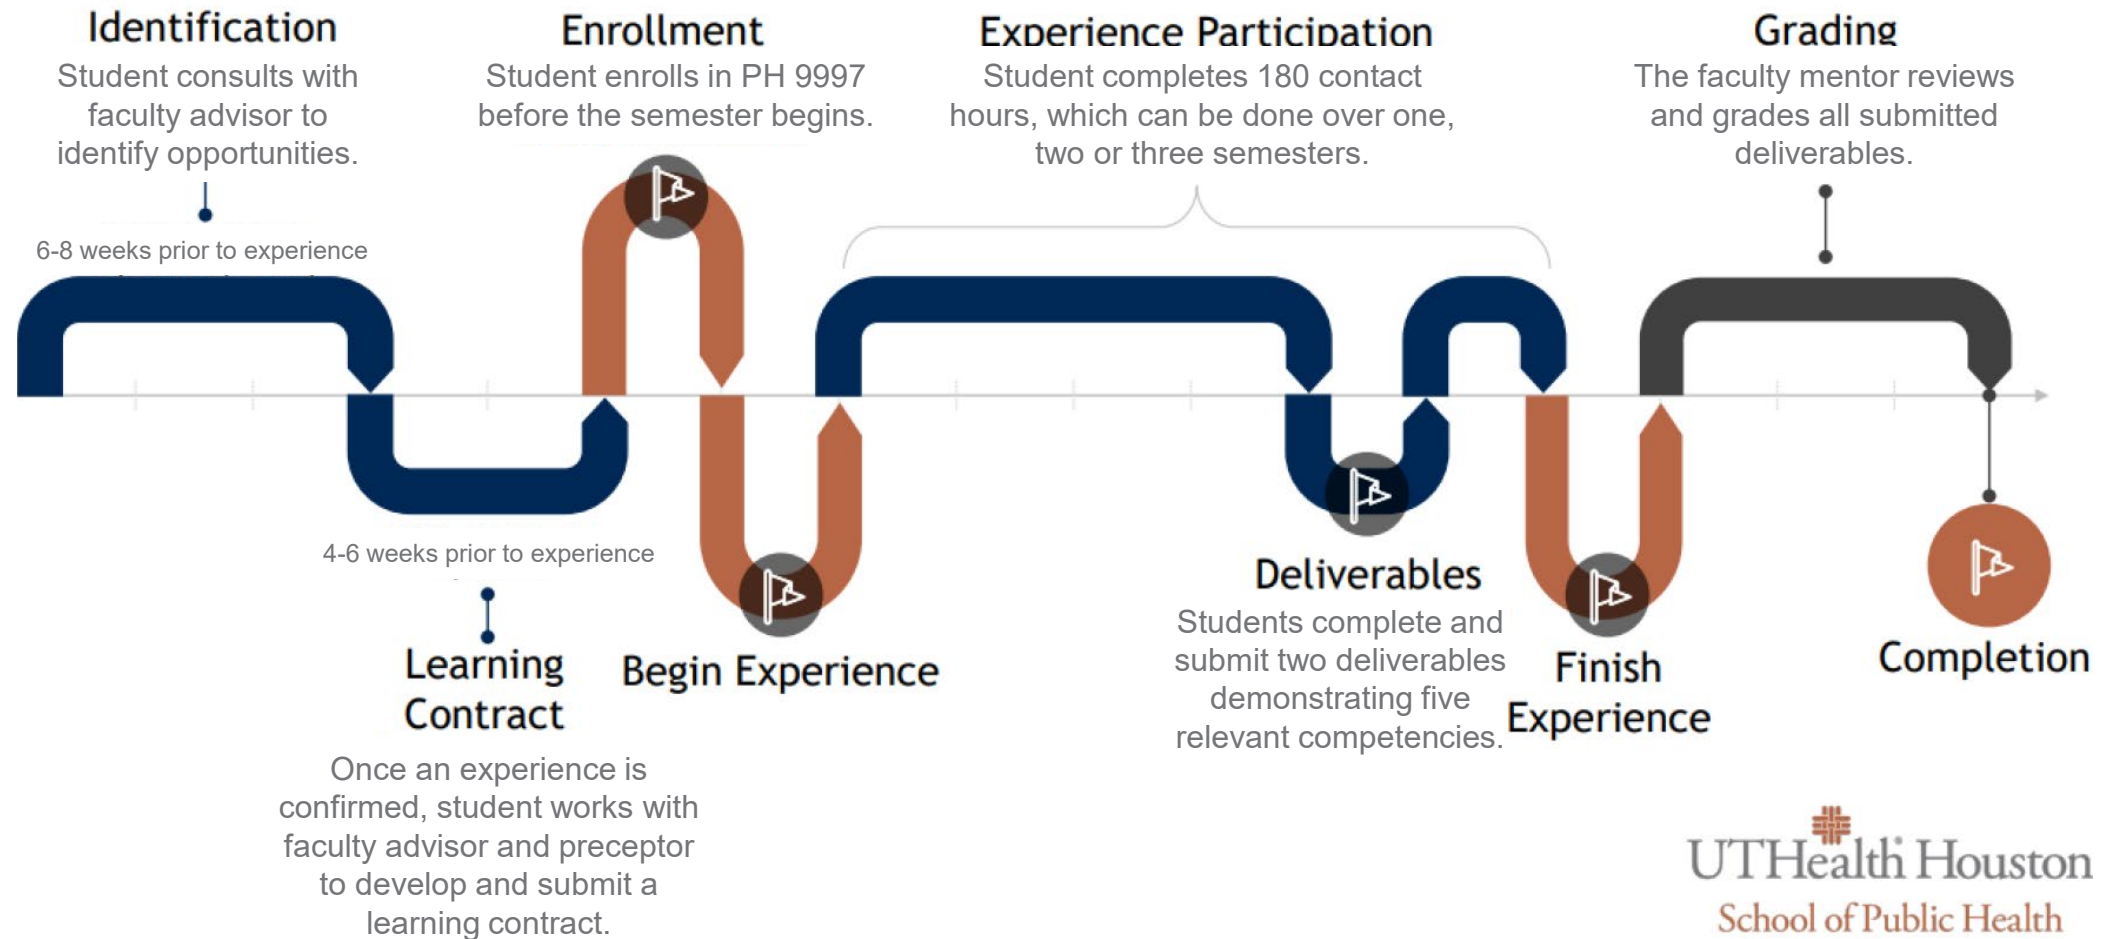 Identification
Student consults with
faculty advisor to
identify opportunities.
6-8 weeks prior to experience
4-6 weeks prior to experience
Learning
Contract
Once an experience is
confirmed, student works with
faculty advisor and preceptor
to develop and submit a
learning contract.
Enrollment
Student enrolls in PH 9997
before the semester begins.
Begin Experience
Experience Participation
Student completes 180 contact
hours, which can be done over one,
two or three semesters.
Deliverables
Students complete and
submit two deliverables
demonstrating five
relevant competencies.
Finish
Experience
Grading
The faculty mentor reviews
and grades all submitted
deliverables.
Completion
UTHealth Houston
School of Public Health